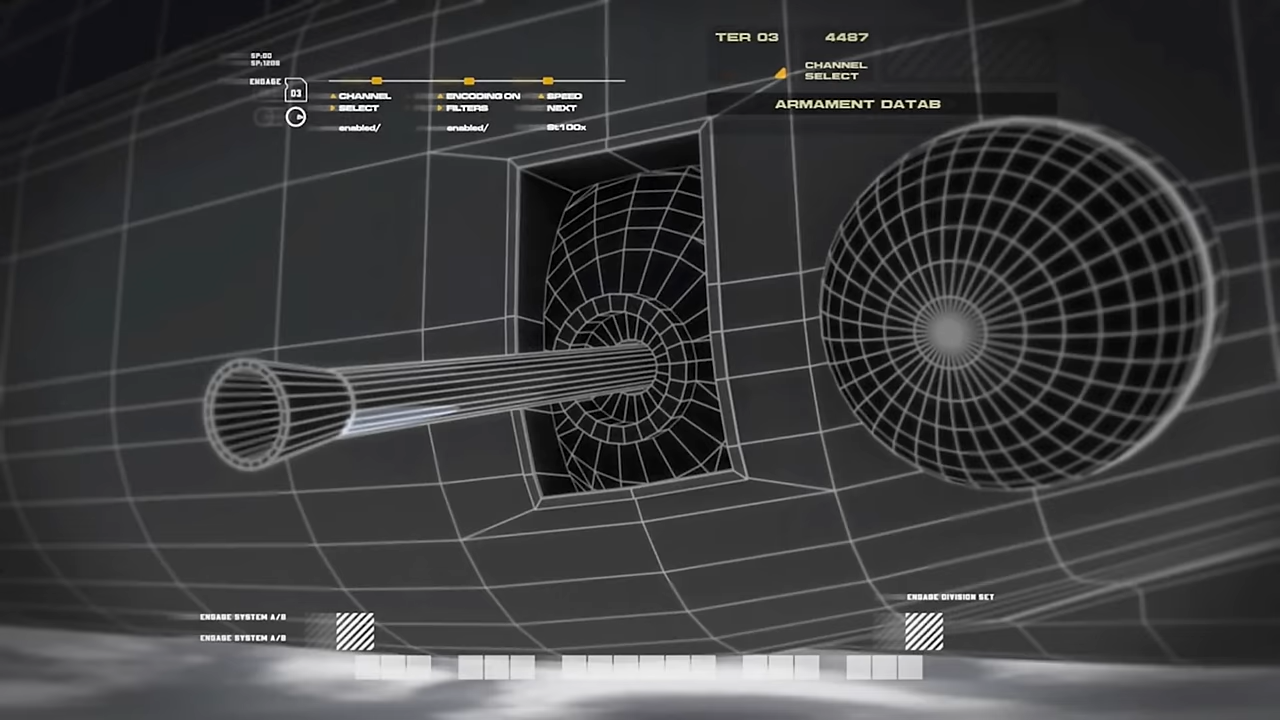 TER 03 4487
SP:00
SP:1200
CHANNEL
SELECT
ENGAGE
03
CHANNEL
SELECT
enabled/
ENCODING ON
FILTERS
enabled/
SPEED
NEXT
St100x
ARMAMENT DATAB
ENGAGE DIVISION SET
ENGAGE SYSTEM A/B
ENGAGE SYSTEM A/B